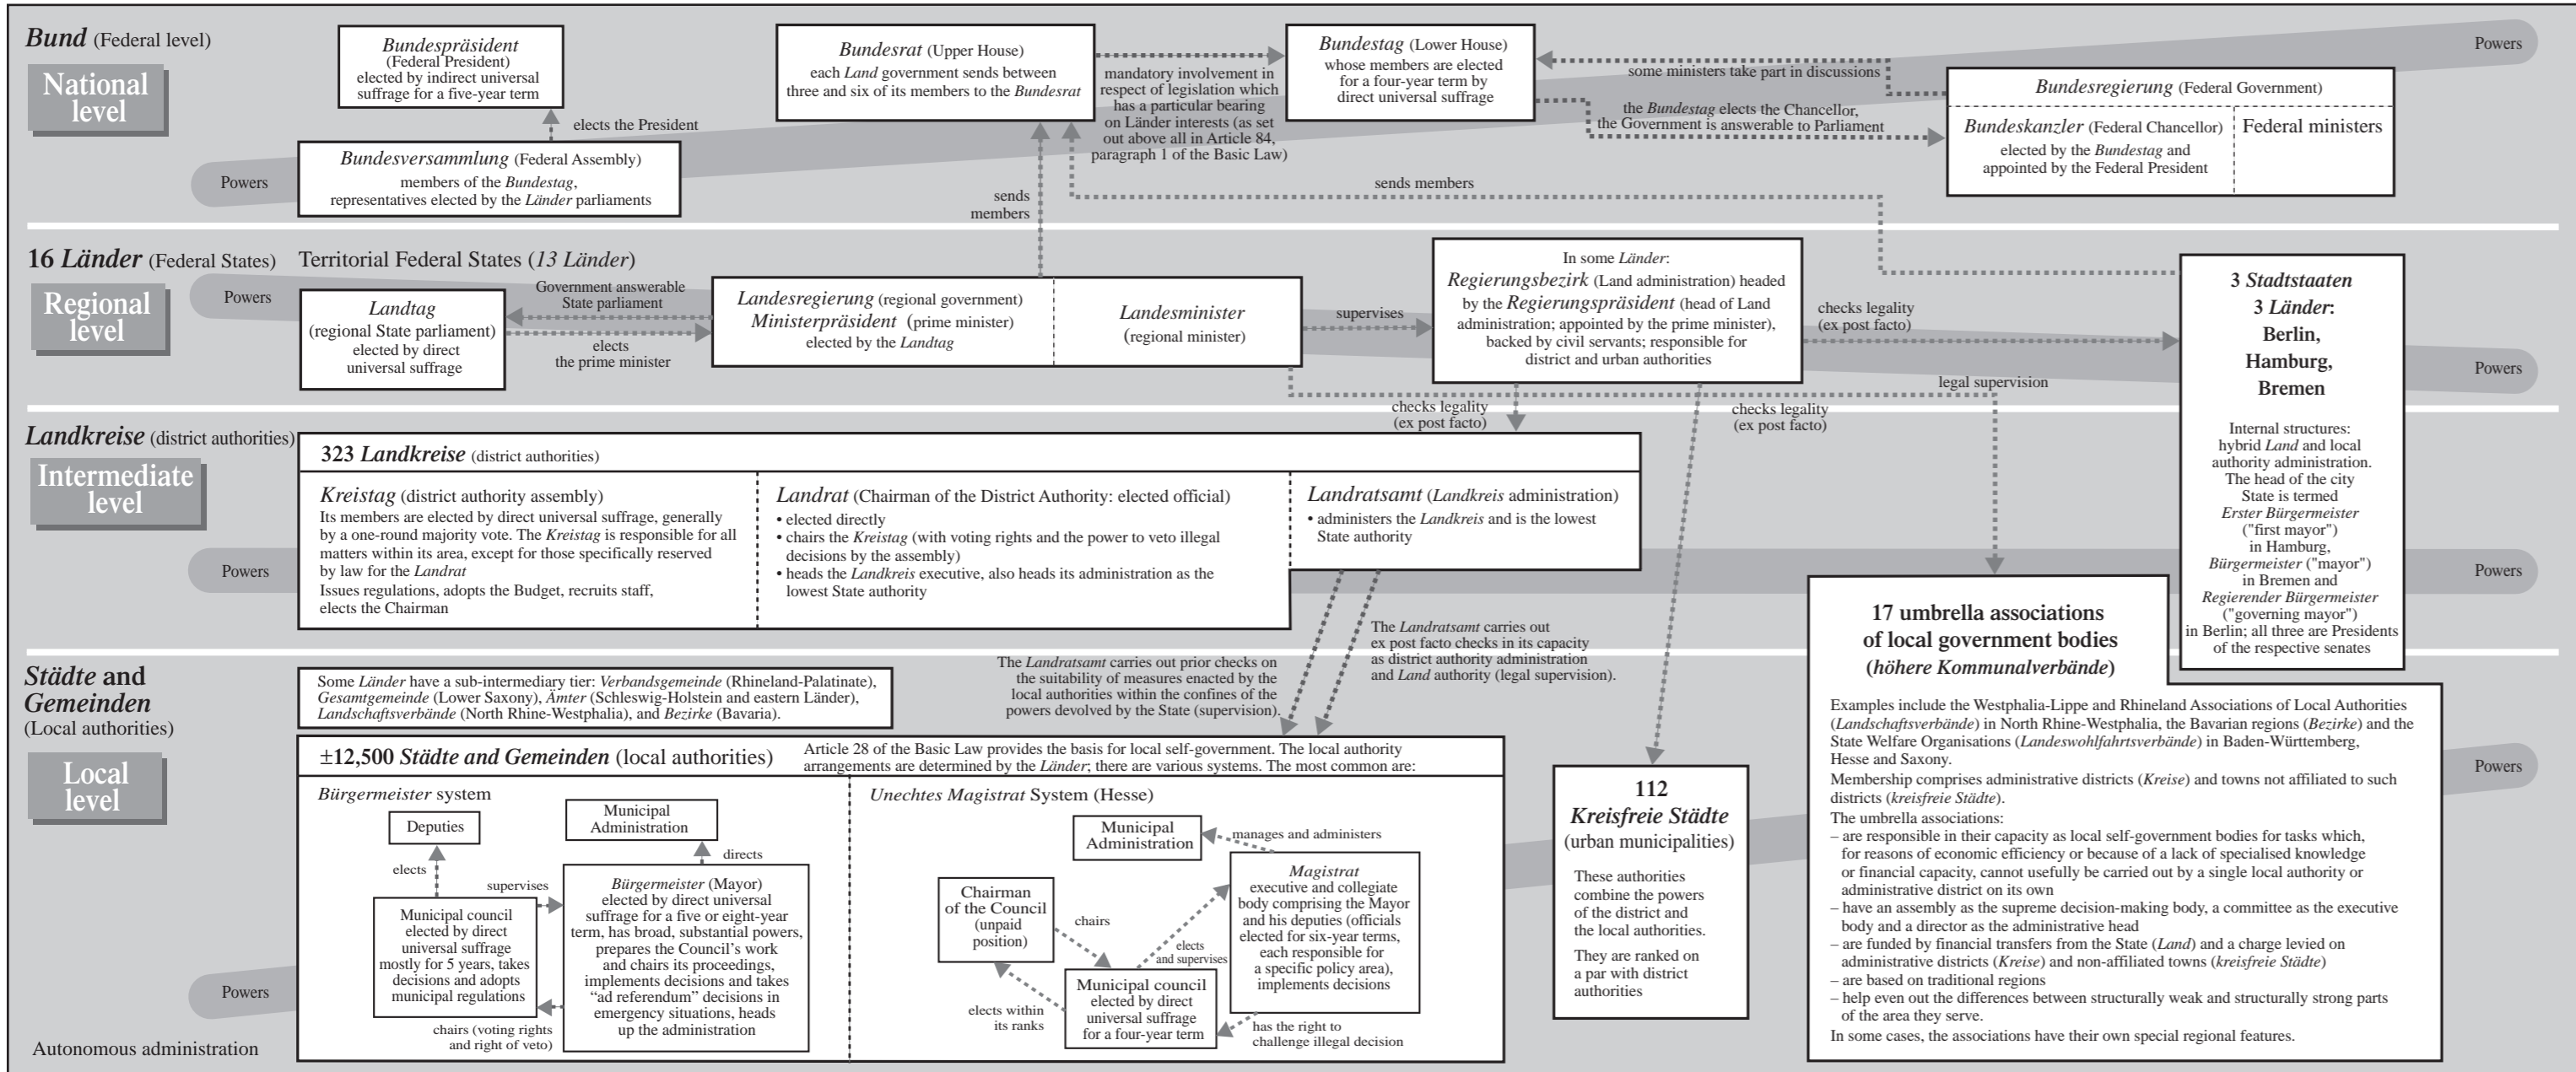 Bund (Federal level)
National
level
Bundespräsident
(Federal President)
elected by indirect universal
suffrage for a five-year term
elects the President
Bundesversammlung (Federal Assembly)
members of the Bundestag,
representatives elected by the Länder parliaments
Powers
Bundesrat (Upper House)
each Land government sends between
three and six of its members to the Bundesrat
mandatory involvement in
respect of legislation which
has a particular bearing
on Länder interests (as set
out above all in Article 84,
paragraph 1 of the Basic Law)
Bundestag (Lower House)
whose members are elected
for a four-year term by
direct universal suffrage
some ministers take part in discussions
the Bundestag elects the Chancellor,
the Government is answerable to Parliament
Powers
Bundesregierung (Federal Government)
Bundeskanzler (Federal Chancellor)
elected by the Bundestag and
appointed by the Federal President
Federal ministers
sends
members
sends members
16 Länder (Federal States)
Territorial Federal States (13 Länder)
Regional
level
Powers
Landtag
(regional State parliament)
elected by direct
universal suffrage
Government answerable
State parliament
elects
the prime minister
Landesregierung (regional government)
Ministerpräsident (prime minister)
elected by the Landtag
Landesminister
(regional minister)
supervises
In some Länder:
Regierungsbezirk (Land administration) headed
by the Regierungspräsident (head of Land
administration; appointed by the prime minister),
backed by civil servants; responsible for
district and urban authorities
checks legality
(ex post facto)
legal supervision
checks legality
(ex post facto)
checks legality
(ex post facto)
3 Stadtstaaten
3 Länder:
Berlin,
Hamburg,
Bremen
Internal structures:
hybrid Land and local
authority administration.
The head of the city
State is termed
Erster Bürgermeister
("first mayor")
in Hamburg,
Bürgermeister ("mayor")
in Bremen and
Regierender Bürgermeister
("governing mayor")
in Berlin; all three are Presidents
of the respective senates
Powers
Landkreise (district authorities)
Intermediate
level
Powers
323 Landkreise (district authorities)
Kreistag (district authority assembly)
Its members are elected by direct universal suffrage, generally
by a one-round majority vote. The Kreistag is responsible for all
matters within its area, except for those specifically reserved
by law for the Landrat
Issues regulations, adopts the Budget, recruits staff,
elects the Chairman
Landrat (Chairman of the District Authority: elected official)
• elected directly
• chairs the Kreistag (with voting rights and the power to veto illegal
decisions by the assembly)
• heads the Landkreis executive, also heads its administration as the
lowest State authority
Landratsamt (Landkreis administration)
• administers the Landkreis and is the lowest
State authority
Powers
The Landratsamt carries out prior checks on
the suitability of measures enacted by the
local authorities within the confines of the
powers devolved by the State (supervision).
The Landratsamt carries out
ex post facto checks in its capacity
as district authority administration
and Land authority (legal supervision).
Städte and
Gemeinden
(Local authorities)
Local
level
Powers
Autonomous administration
Some Länder have a sub-intermediary tier: Verbandsgemeinde (Rhineland-Palatinate),
Gesamtgemeinde (Lower Saxony), Ämter (Schleswig-Holstein and eastern Länder),
Landschaftsverbände (North Rhine-Westphalia), and Bezirke (Bavaria).
±12,500 Städte and Gemeinden (local authorities)
Article 28 of the Basic Law provides the basis for local self-government. The local authority
arrangements are determined by the Länder; there are various systems. The most common are:
Bürgermeister system
Deputies
Municipal
Administration
elects
directs
supervises
Municipal council
elected by direct
universal suffrage
mostly for 5 years, takes
decisions and adopts
municipal regulations
Bürgermeister (Mayor)
elected by direct universal
suffrage for a five or eight-year
term, has broad, substantial powers,
prepares the Council’s work
and chairs its proceedings,
implements decisions and takes
“ad referendum” decisions in
emergency situations, heads
up the administration
chairs (voting rights
and right of veto)
Unechtes Magistrat System (Hesse)
Municipal
Administration
manages and administers
Chairman
of the Council
(unpaid
position)
chairs
elects
and supervises
Magistrat
executive and collegiate
body comprising the Mayor
and his deputies (officials
elected for six-year terms,
each responsible for
a specific policy area),
implements decisions
Municipal council
elected by direct
universal suffrage
for a four-year term
elects within
its ranks
has the right to
challenge illegal decision
112
Kreisfreie Städte
(urban municipalities)
These authorities
combine the powers
of the district and
the local authorities.
They are ranked on
a par with district
authorities
17 umbrella associations
of local government bodies
(höhere Kommunalverbände)
Examples include the Westphalia-Lippe and Rhineland Associations of Local Authorities
(Landschaftsverbände) in North Rhine-Westphalia, the Bavarian regions (Bezirke) and the
State Welfare Organisations (Landeswohlfahrtsverbände) in Baden-Württemberg,
Hesse and Saxony.
Membership comprises administrative districts (Kreise) and towns not affiliated to such
districts (kreisfreie Städte).
The umbrella associations:
– are responsible in their capacity as local self-government bodies for tasks which,
for reasons of economic efficiency or because of a lack of specialised knowledge
or financial capacity, cannot usefully be carried out by a single local authority or
administrative district on its own
– have an assembly as the supreme decision-making body, a committee as the executive
body and a director as the administrative head
– are funded by financial transfers from the State (Land) and a charge levied on
administrative districts (Kreise) and non-affiliated towns (kreisfreie Städte)
– are based on traditional regions
– help even out the differences between structurally weak and structurally strong parts
of the area they serve.
In some cases, the associations have their own special regional features.
Powers